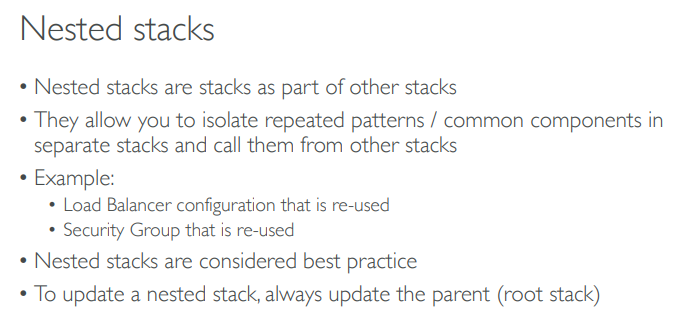 Nested stacks
• Nested stacks are stacks as part of other stacks
• They allow you to isolate repeated patterns / common components in
separate stacks and call them from other stacks
• Example:
• Load Balancer configuration that is re-used
• Security Group that is re-used
• Nested stacks are considered best practice
• To update a nested stack, always update the parent (root stack)